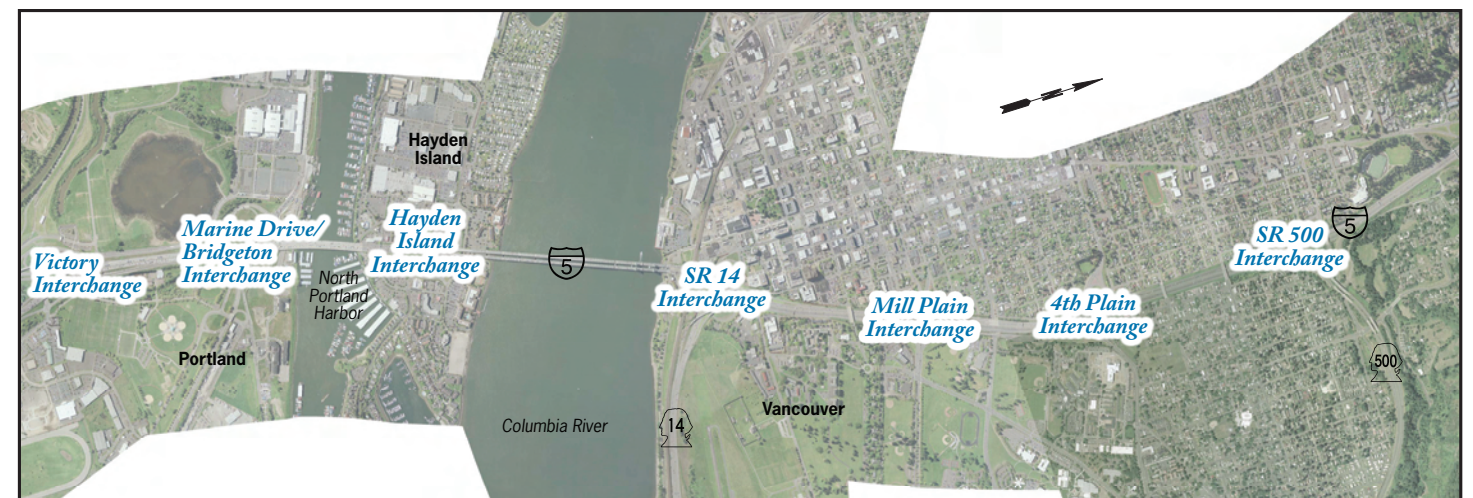 Hayden
Island
Victory
Interchange
Marine Drive/
Bridgeton
Interchange
Hayden
Island
Interchange
North
Portland
Harbor
Portland
5
Columbia River
SR 14
Interchange
14
Vancouver
Mill Plain
Interchange
4th Plain
Interchange
SR 500
Interchange
5
500